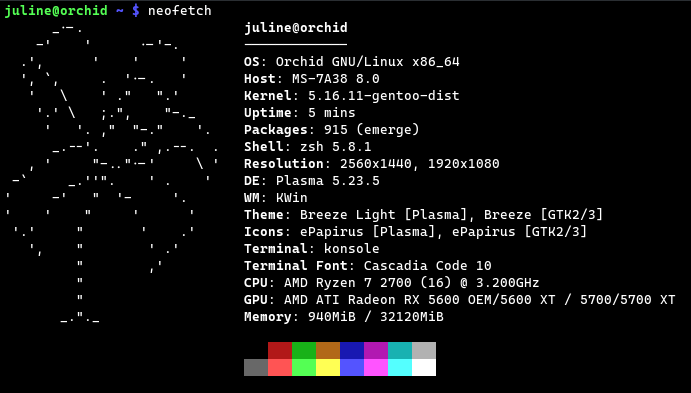 juline@orchid ~ $ neofetch
juline@orchid
-------------
OS: Orchid GNU/Linux x86_64
Host: MS-7A38 8.0
Kernel: 5.16.11-gentoo-dist
Uptime: 5 mins
Packages: 915 (emerge)
Shell: zsh 5.8.1
Resolution: 2560x1440, 1920x1080
DE: Plasma 5.23.5
WM: KWin
Theme: Breeze Light [Plasma], Breeze [GTK2/3]
Icons: ePapirus [Plasma], ePapirus [GTK2/3]
Terminal: konsole
Terminal Font: Cascadia Code 10
CPU: AMD Ryzen 7 2700 (16) @ 3.200GHz
GPU: AMD ATI Radeon RX 5600 OEM/5600 XT / 5700/5700 XT
Memory: 940MiB / 32120MiB